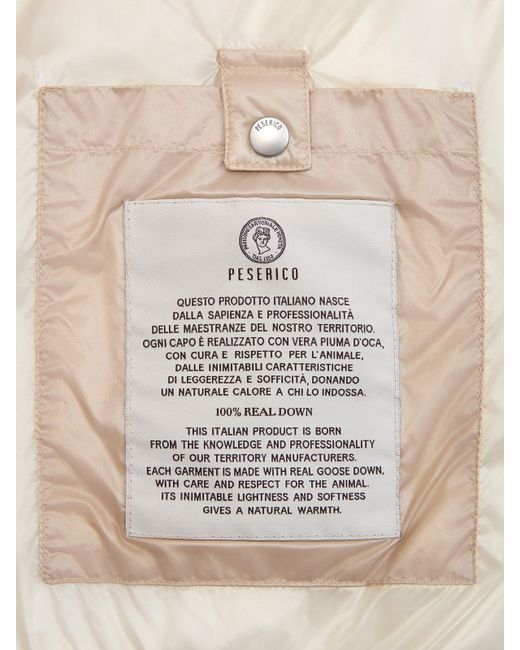 PESERICO
PESERICO
QUESTO PRODOTTO ITALIANO NASCE
DALLA SAPIENZA E PROFESSIONALITÀ
DELLE MAESTRANZE DEL NOSTRO TERRITORIO.
OGNI CAPO È REALIZZATO CON VERA PIUMA D'OCA,
CON CURA E RISPETTO PER L'ANIMALE,
DALLE INIMITABILI CARATTERISTICHE
DI LEGGEREZZA E SOFFICITÀ, DONANDO
UN NATURALE CALORE A CHI LO INDOSSA.
100% REAL DOWN
THIS ITALIAN PRODUCT IS BORN
FROM THE KNOWLEDGE AND PROFESSIONALITY
OF OUR TERRITORY MANUFACTURERS.
EACH GARMENT IS MADE WITH REAL GOOSE DOWN,
WITH CARE AND RESPECT FOR THE ANIMAL.
ITS INIMITABLE LIGHTNESS AND SOFTNESS
GIVES A NATURAL WARMTH.